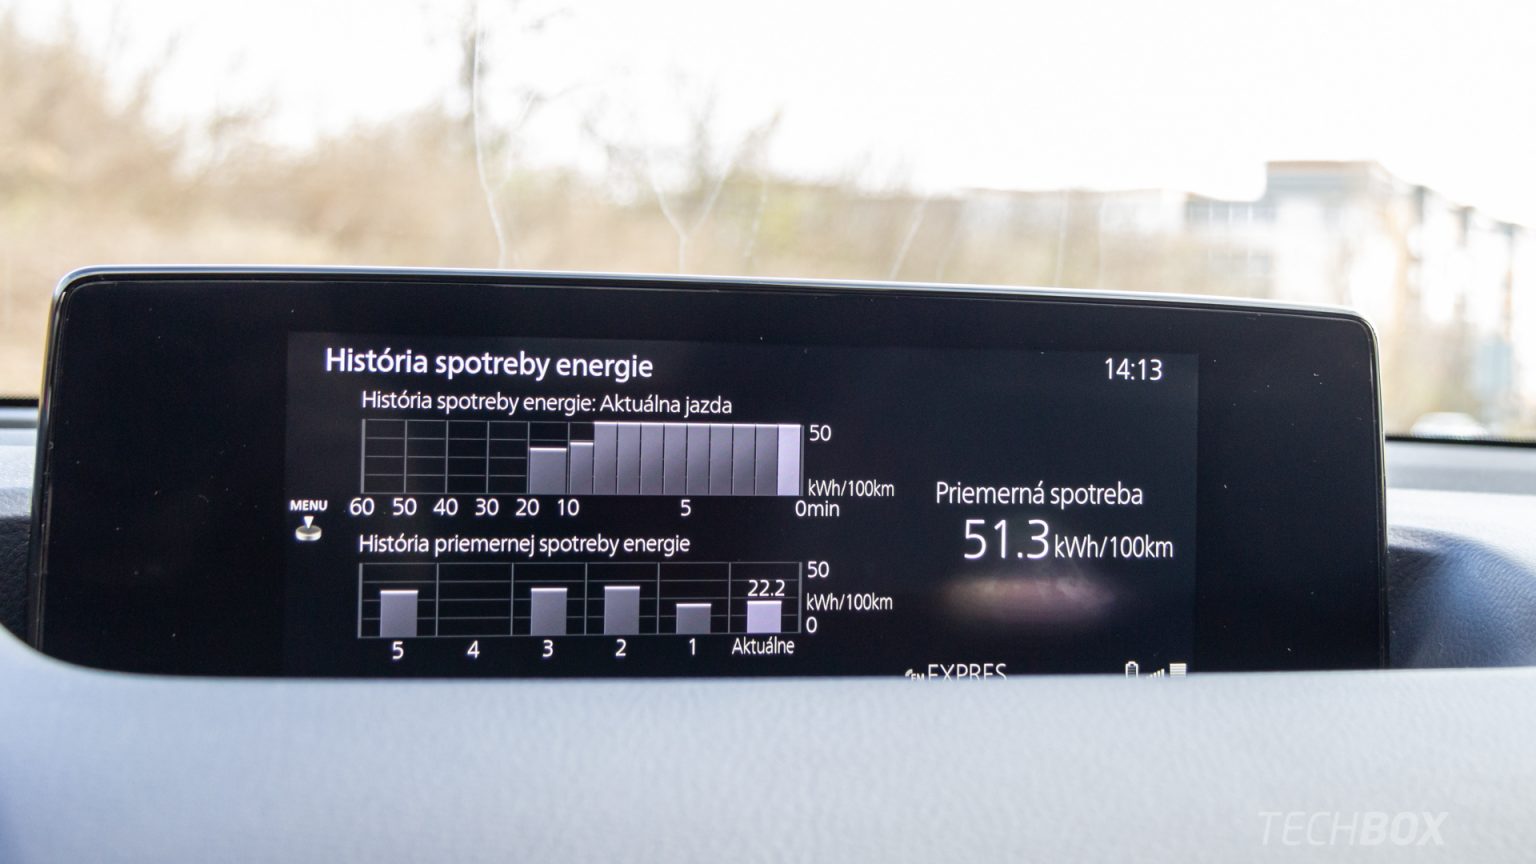 História spotreby energie
14:13
História spotreby energie: Aktuálna jazda
50
kWh/100km
MENU
60 50 40 30 20 10 5 0min
Priemerná spotreba
51.3 kWh/100km
História priemernej spotreby energie
50
22.2
kWh/100km
0
5 4 3 2 1 Aktuálne
FM EXPRES
TECHBOX